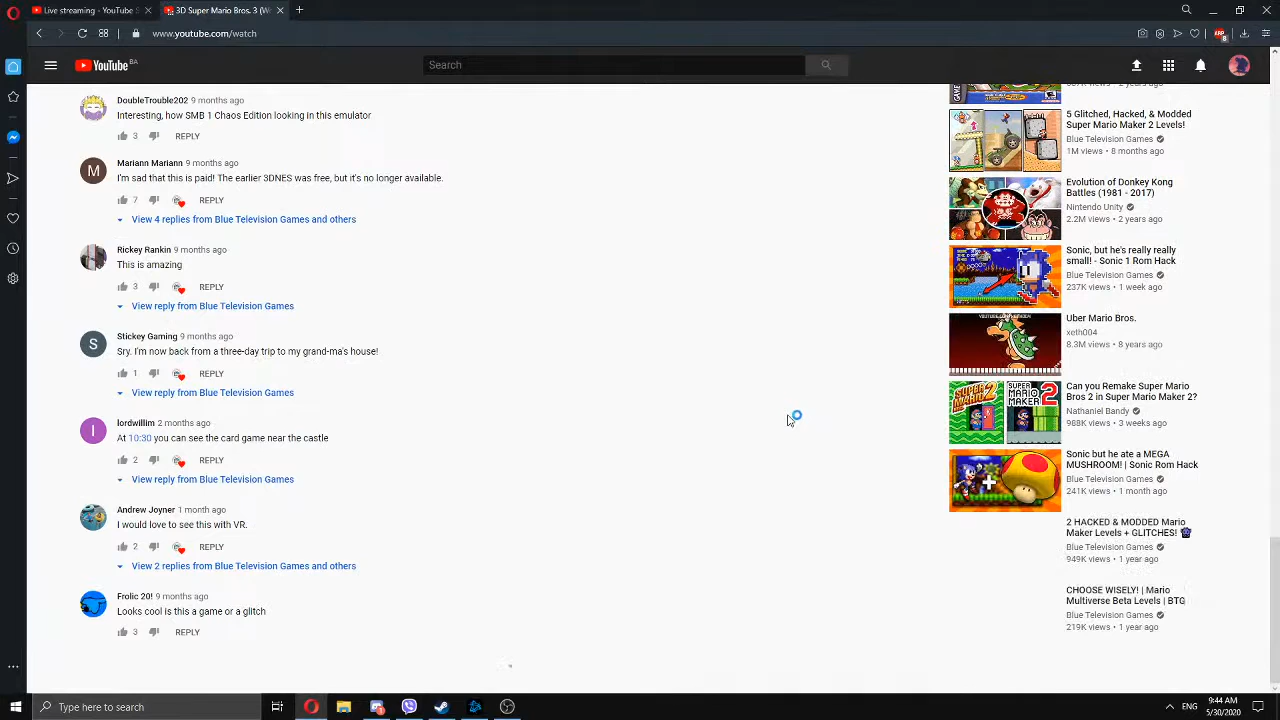 Live streaming - YouTube S
3D Super Mario Bros. 3 (W
www.youtube.com/watch
YouTube BA
Search
DoubleTrouble202 9 months ago
Interesting, how SMB 1 Chaos Edition looking in this emulator
3 REPLY
Mariann Mariann 9 months ago
I'm sad that this is paid! The earlier 3DNES was free, but it's no longer available.
7 REPLY
View 4 replies from Blue Television Games and others
Rickey Rankin 9 months ago
This is amazing
3 REPLY
View reply from Blue Television Games
Stickey Gaming 9 months ago
Sry. I'm now back from a three-day trip to my grand-ma's house!
1 REPLY
View reply from Blue Television Games
lordwillim 2 months ago
At 10:30 you can see the card game near the castle
2 REPLY
View reply from Blue Television Games
Andrew Joyner 1 month ago
I would love to see this with VR.
2 REPLY
View 2 replies from Blue Television Games and others
Frolic 20! 9 months ago
Looks cool is this a game or a glitch
3 REPLY
5 Glitched, Hacked, & Modded
Super Mario Maker 2 Levels!
Blue Television Games
1M views • 8 months ago
Evolution of Donkey Kong
Battles (1981 - 2017)
Nintendo Unity
2.2M views • 2 years ago
Sonic, but he's really really
small! - Sonic 1 Rom Hack
Blue Television Games
237K views • 1 week ago
Uber Mario Bros.
xeth004
8.3M views • 8 years ago
SUPER
MARIO
2
SUPER
MARIO
MAKER
2
Can you Remake Super Mario
Bros 2 in Super Mario Maker 2?
Nathaniel Bandy
988K views • 3 weeks ago
Sonic but he ate a MEGA
MUSHROOM! | Sonic Rom Hack
Blue Television Games
241K views • 1 month ago
2 HACKED & MODDED Mario
Maker Levels + GLITCHES!
Blue Television Games
949K views • 1 year ago
CHOOSE WISELY! | Mario
Multiverse Beta Levels | BTG
Blue Television Games
219K views • 1 year ago
Type here to search
ENG
9:44 AM
5/30/2020